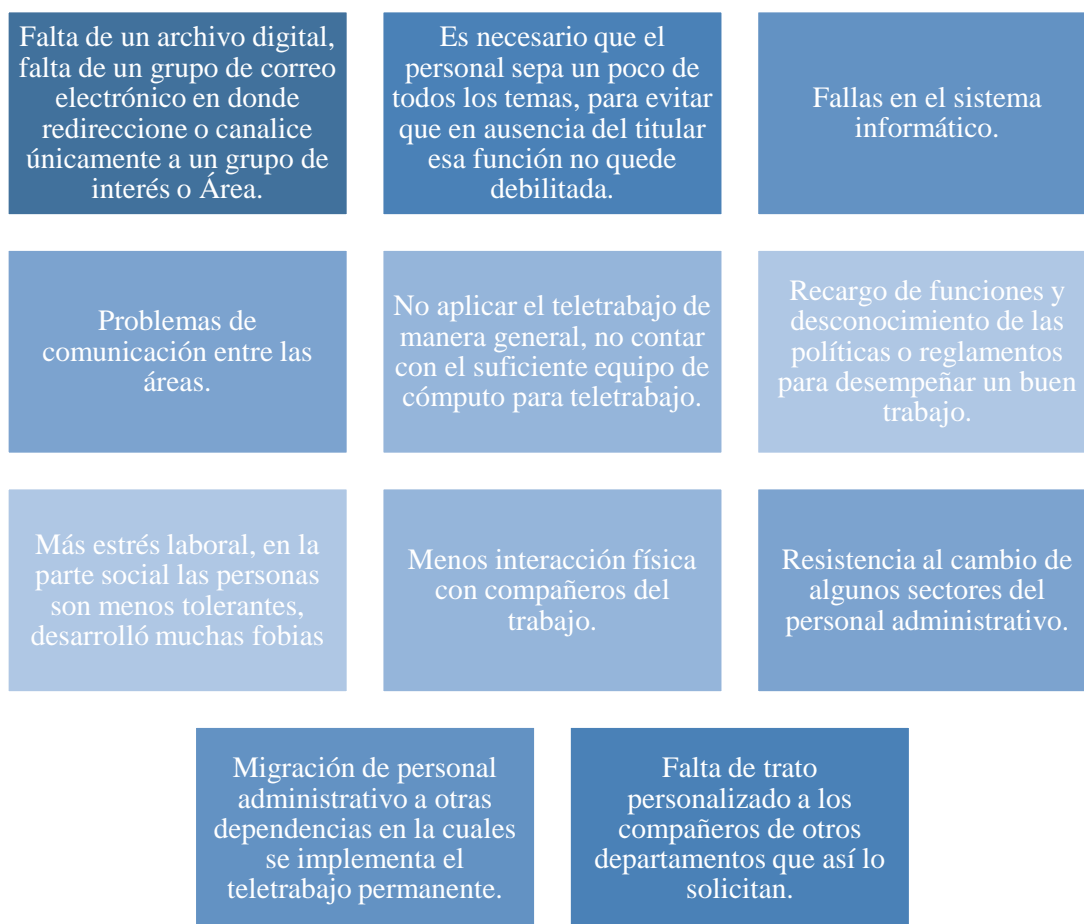 Falta de un archivo digital,
falta de un grupo de correo
electrónico en donde
redireccione o canalice
únicamente a un grupo de
interés o Área.
Es necesario que el
personal sepa un poco de
todos los temas, para evitar
que en ausencia del titular
esa función no quede
debilitada.
Fallas en el sistema
informático.
Problemas de
comunicación entre las
áreas.
No aplicar el teletrabajo de
manera general, no contar
con el suficiente equipo de
cómputo para teletrabajo.
Recargo de funciones y
desconocimiento de las
políticas o reglamentos
para desempeñar un buen
trabajo.
Más estrés laboral, en la
parte social las personas
son menos tolerantes,
desarrolló muchas fobias
Menos interacción física
con compañeros del
trabajo.
Resistencia al cambio de
algunos sectores del
personal administrativo.
Migración de personal
administrativo a otras
dependencias en la cuales
se implementa el
teletrabajo permanente.
Falta de trato
personalizado a los
compañeros de otros
departamentos que así lo
solicitan.